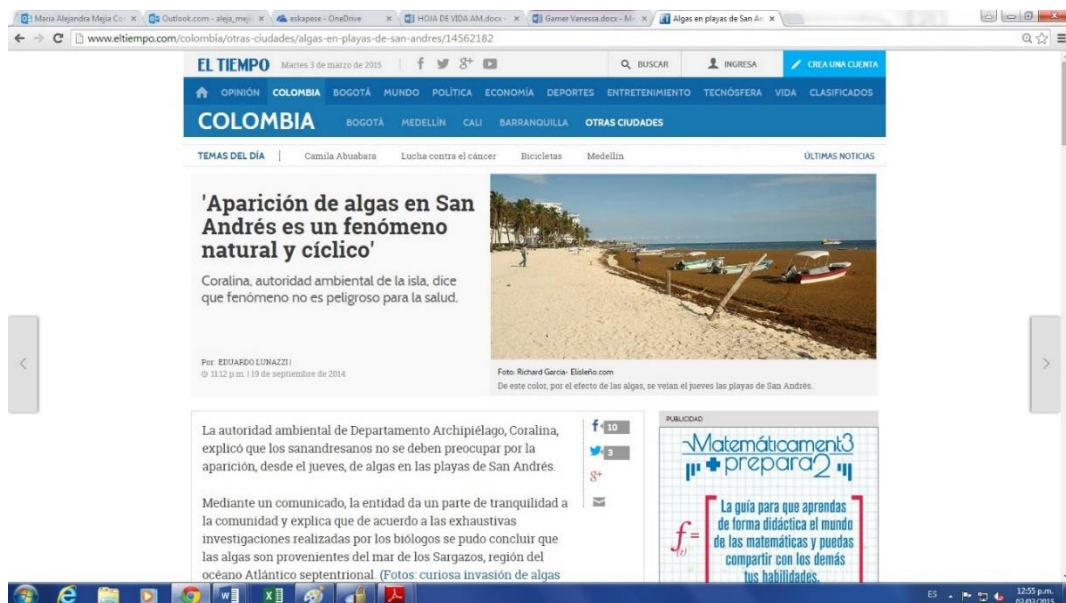 Maria Alejandra Mejia Co
Outlook.com - aleja_mej
eskapese - OneDrive
HOJA DE VIDA AM.docx -
Gamer Vanessa.docx - Mi
Algas en playas de San An
www.eltiempo.com/colombia/otras-ciudades/algas-en-playas-de-san-andres/14562182
EL TIEMPO Martes 3 de marzo de 2015 BUSCAR INGRESA CREA UNA CUENTA
OPINIÓN COLOMBIA BOGOTÁ MUNDO POLÍTICA ECONOMÍA DEPORTES ENTRETENIMIENTO TECNÓSFERA VIDA CLASIFICADOS
COLOMBIA BOGOTÁ MEDELLÍN CALI BARRANQUILLA OTRAS CIUDADES
TEMAS DEL DÍA Camila Abuabara Lucha contra el cáncer Bicicletas Medellín ÚLTIMAS NOTICIAS
'Aparición de algas en San
Andrés es un fenómeno
natural y cíclico'
Coralina, autoridad ambiental de la isla, dice
que fenómeno no es peligroso para la salud.
Por: EDUARDO LUNAZZI |
11:12 p.m. | 19 de septiembre de 2014
Foto: Richard Garcia- Elisleño.com
De este color, por el efecto de las algas, se veían el jueves las playas de San Andrés.
La autoridad ambiental de Departamento Archipiélago, Coralina,
explicó que los sanandresanos no se deben preocupar por la
aparición, desde el jueves, de algas en las playas de San Andrés.
Mediante un comunicado, la entidad da un parte de tranquilidad a
la comunidad y explica que de acuerdo a las exhaustivas
investigaciones realizadas por los biólogos se pudo concluir que
las algas son provenientes del mar de los Sargazos, región del
océano Atlántico septentrional. (Fotos: curiosa invasión de algas
10
3
PUBLICIDAD
Matemáticament3
prepara2
La guía para que aprendas
de forma didáctica el mundo
de las matemáticas y puedas
compartir con los demás
tus habilidades.
f(t) =
ES 12:55 p.m.
03/03/2015